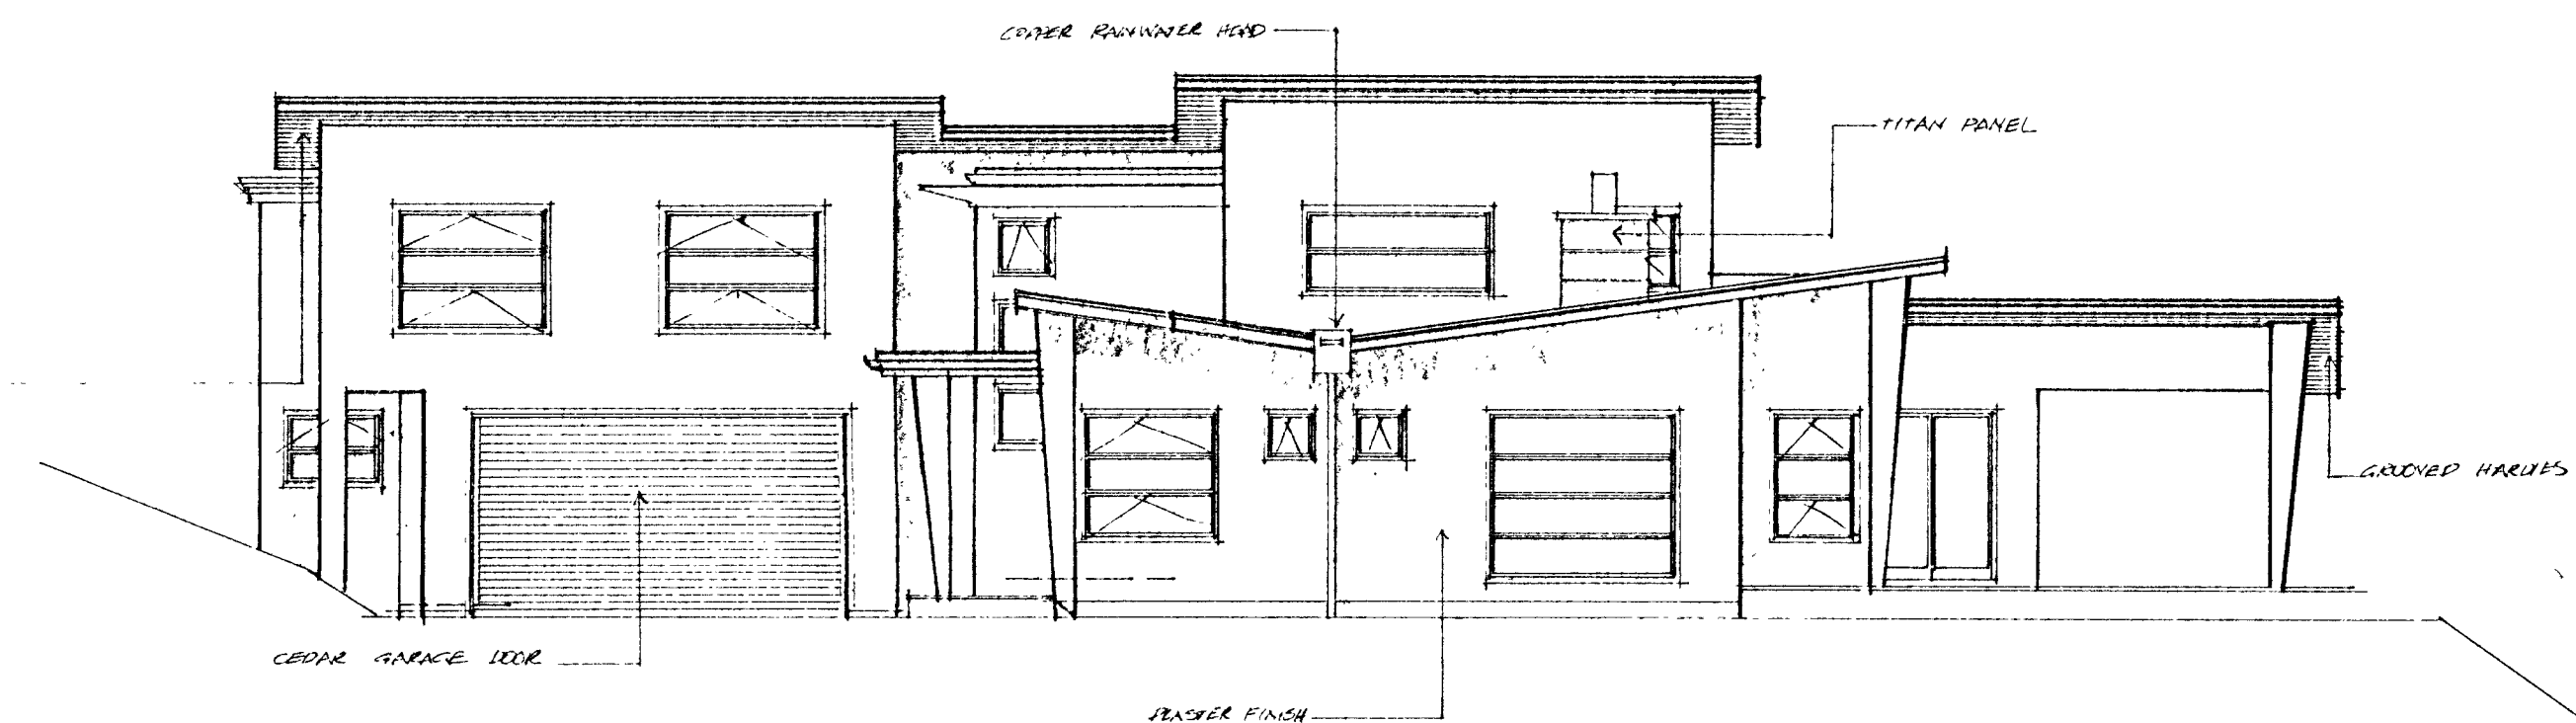 COPPER RAINWATER HEAD
TITAN PANEL
GROOVED HARDIES
CEDAR GARAGE DOOR
PLASTER FINISH